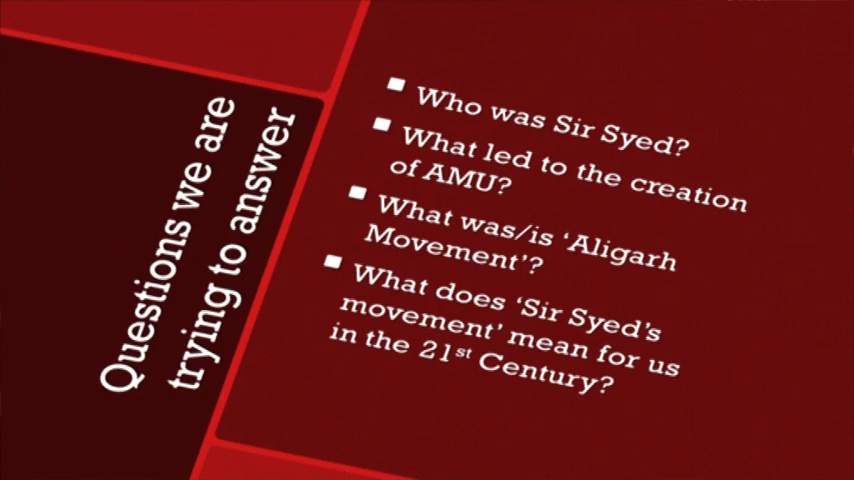 Questions we are
trying to answer
Who was Sir Syed?
What led to the creation
of AMU?
What was/is ‘Aligarh
Movement’?
What does ‘Sir Syed’s
movement’ mean for us
in the 21st Century?